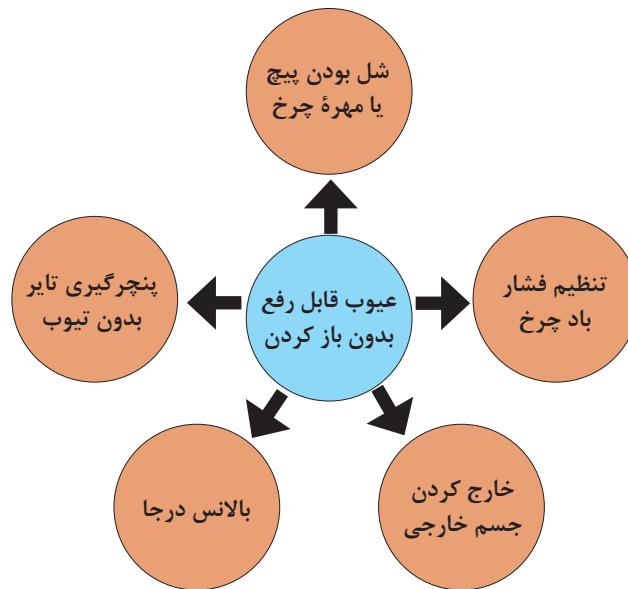 شل بودن پیچ
یا مهرۀ چرخ
تنظیم فشار
باد چرخ
عیوب قابل رفع
بدون باز کردن
پنچرگیری تایر
بدون تیوب
خارج کردن
جسم خارجی
بالانس درجا